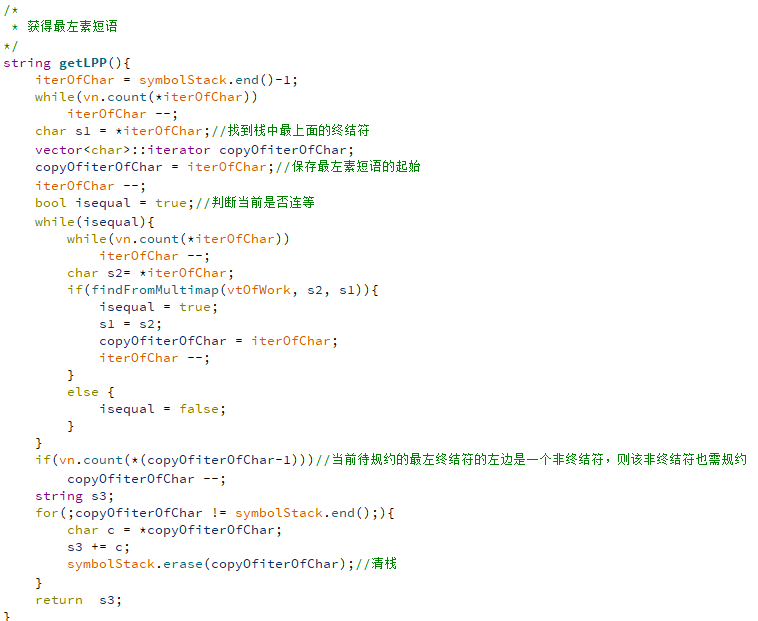 /*
 * 获得最左素短语
*/
string getLPP(){
    iterOfChar = symbolStack.end()-1;
    while(vn.count(*iterOfChar))
        iterOfChar --;
    char s1 = *iterOfChar;//找到栈中最上面的终结符
    vector<char>::iterator copyOfiterOfChar;
    copyOfiterOfChar = iterOfChar;//保存最左素短语的起始
    iterOfChar --;
    bool isequal = true;//判断当前是否连等
    while(isequal){
        while(vn.count(*iterOfChar))
            iterOfChar --;
        char s2= *iterOfChar;
        if(findFromMultimap(vtOfWork, s2, s1)){
            isequal = true;
            s1 = s2;
            copyOfiterOfChar = iterOfChar;
            iterOfChar --;
        }
        else {
            isequal = false;
        }
    }
    if(vn.count(*(copyOfiterOfChar-1)))//当前待规约的最左终结符的左边是一个非终结符，则该非终结符也需规约
        copyOfiterOfChar --;
    string s3;
    for(;copyOfiterOfChar != symbolStack.end();){
        char c = *copyOfiterOfChar;
        s3 += c;
        symbolStack.erase(copyOfiterOfChar);//清栈
    }
    return  s3;
}